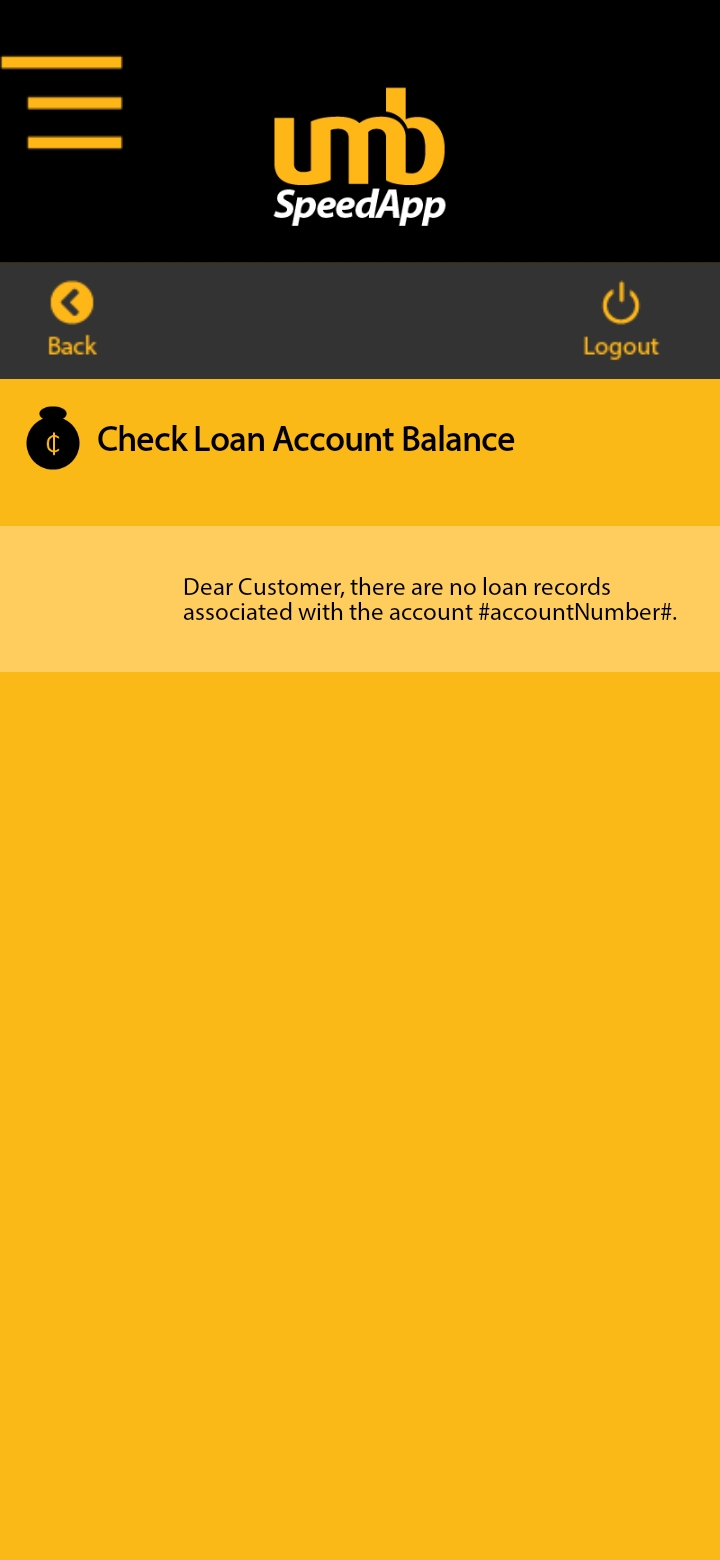 umb
SpeedApp
Back
Logout
₵
Check Loan Account Balance
Dear Customer, there are no loan records
associated with the account #accountNumber#.